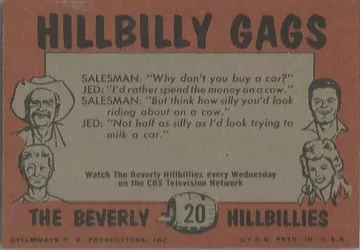 HILLBILLY GAGS
SALESMAN: "Why don't you buy a car?"
JED: "I'd rather spend the money on a cow."
SALESMAN: "But think how silly you'd look
riding about on a cow."
JED: "Not half as silly as I'd look trying to
milk a car."
Watch The Beverly Hillbillies every Wednesday
on the CBS Television Network
THE BEVERLY 20 HILLBILLIES
©FILMWAYS T. V. PRODUCTIONS, INC. ©T.C.G. PRTD. IN U.S.A.